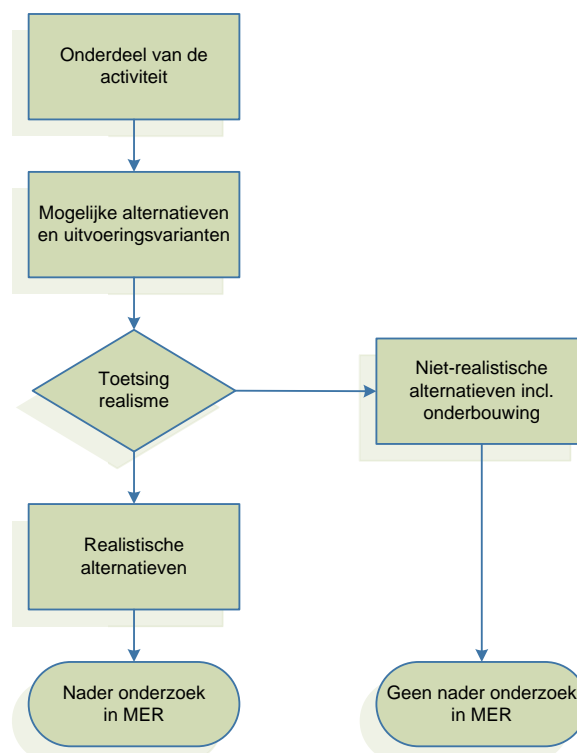 Onderdeel van de
activiteit
Mogelijke alternatieven
en uitvoeringsvarianten
Toetsing
realisme
Niet-realistische
alternatieven incl.
onderbouwing
Realistische
alternatieven
Nader onderzoek
in MER
Geen nader onderzoek
in MER